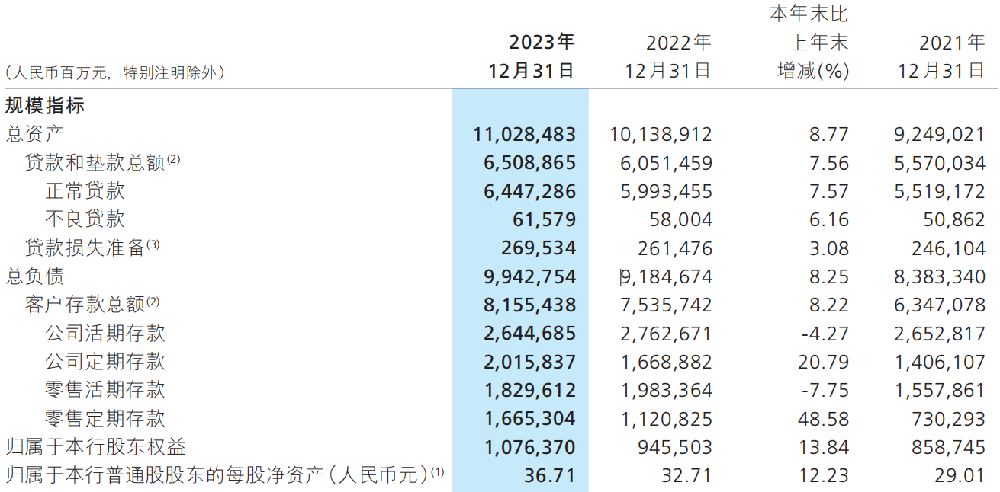 本年末比
2023年 2022年 上年末 2021年
(人民币百万元，特别注明除外) 12月31日 12月31日 增减(%) 12月31日
规模指标
总资产 11,028,483 10,138,912 8.77 9,249,021
贷款和垫款总额(2) 6,508,865 6,051,459 7.56 5,570,034
正常贷款 6,447,286 5,993,455 7.57 5,519,172
不良贷款 61,579 58,004 6.16 50,862
贷款损失准备(3) 269,534 261,476 3.08 246,104
总负债 9,942,754 9,184,674 8.25 8,383,340
客户存款总额(2) 8,155,438 7,535,742 8.22 6,347,078
公司活期存款 2,644,685 2,762,671 -4.27 2,652,817
公司定期存款 2,015,837 1,668,882 20.79 1,406,107
零售活期存款 1,829,612 1,983,364 -7.75 1,557,861
零售定期存款 1,665,304 1,120,825 48.58 730,293
归属于本行股东权益 1,076,370 945,503 13.84 858,745
归属于本行普通股股东的每股净资产(人民币元)(1) 36.71 32.71 12.23 29.01